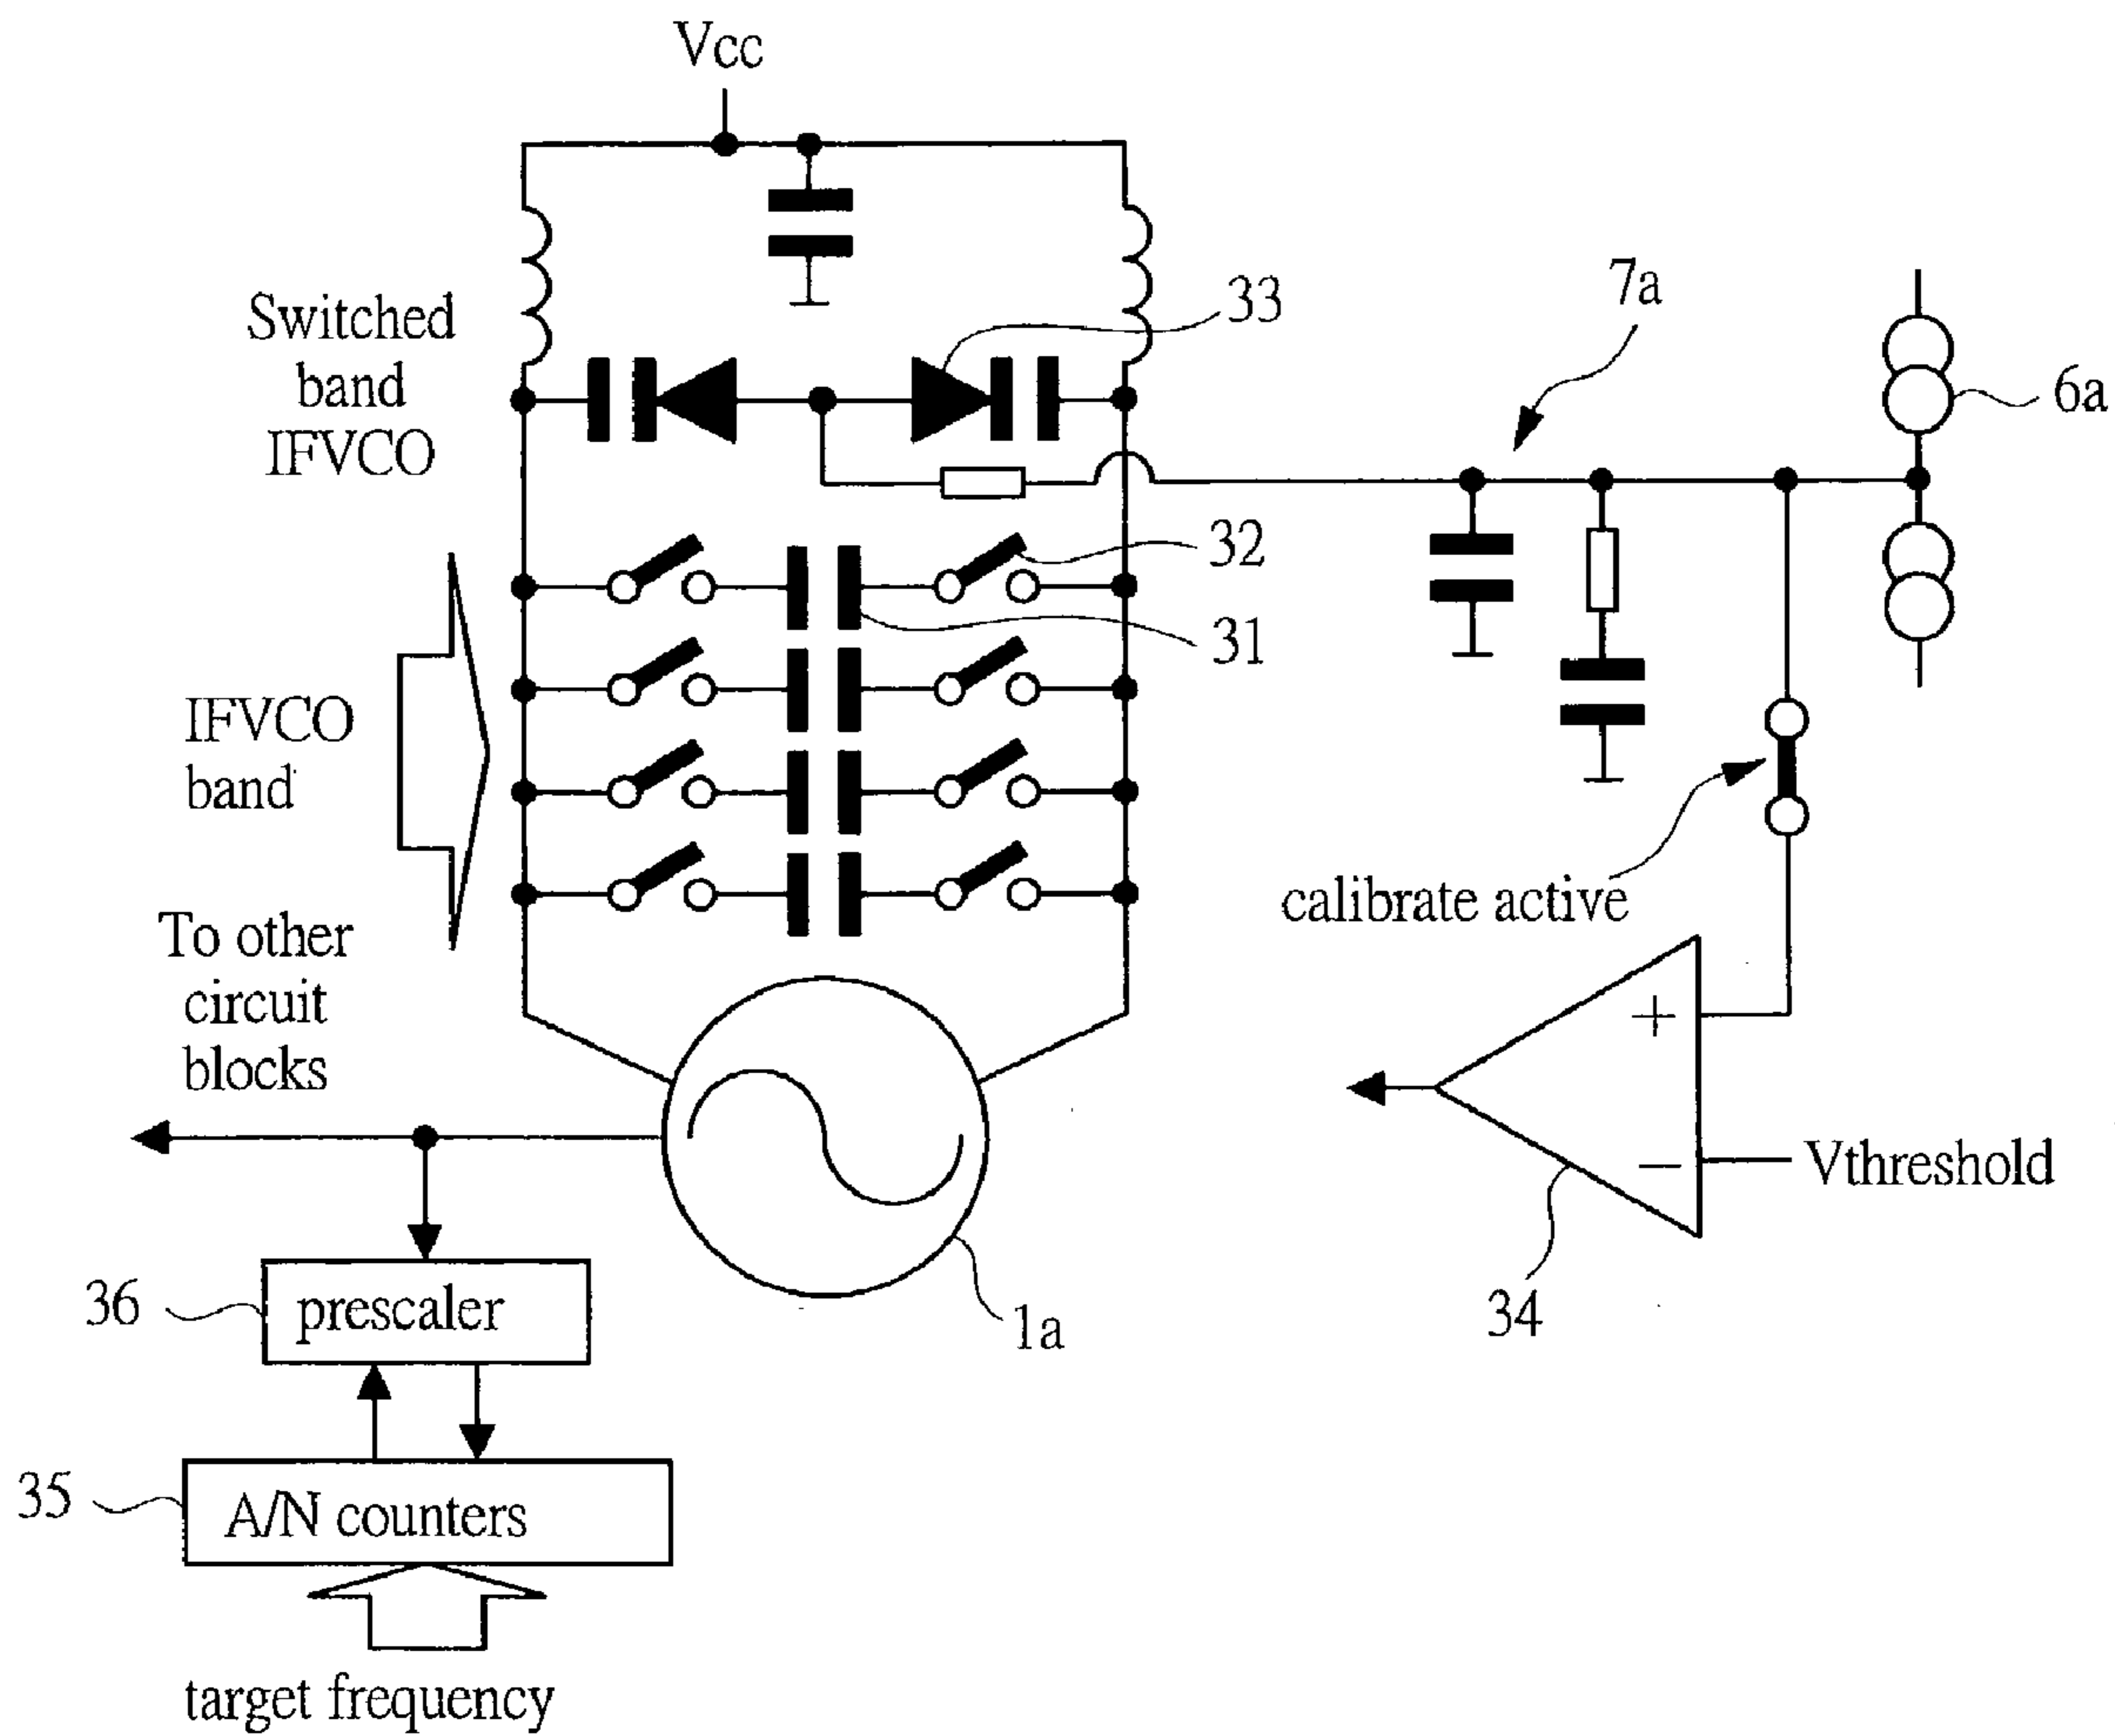 Vcc
33
7a
Switched
band
IFVCO
6a
32
31
IFVCO
band
calibrate active
To other
circuit
blocks
+
−
Vthreshold
36
prescaler
1a
34
35
A/N counters
target frequency